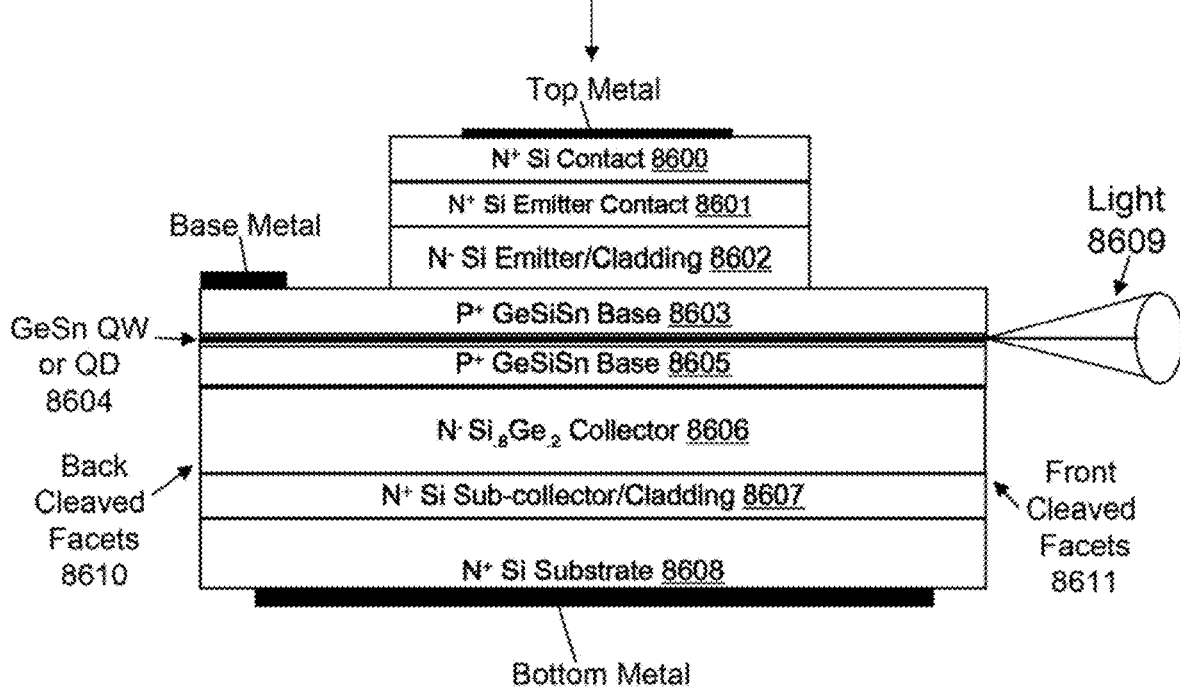 Top Metal
N⁺ Si Contact 8600
N⁺ Si Emitter Contact 8601
N⁻ Si Emitter/Cladding 8602
Base Metal
Light
8609
P⁺ GeSiSn Base 8603
GeSn QW
or QD
8604
P⁺ GeSiSn Base 8605
N⁻ Si.₈Ge.₂ Collector 8606
Back
Cleaved
Facets
8610
N⁺ Si Sub-collector/Cladding 8607
Front
Cleaved
Facets
8611
N⁺ Si Substrate 8608
Bottom Metal